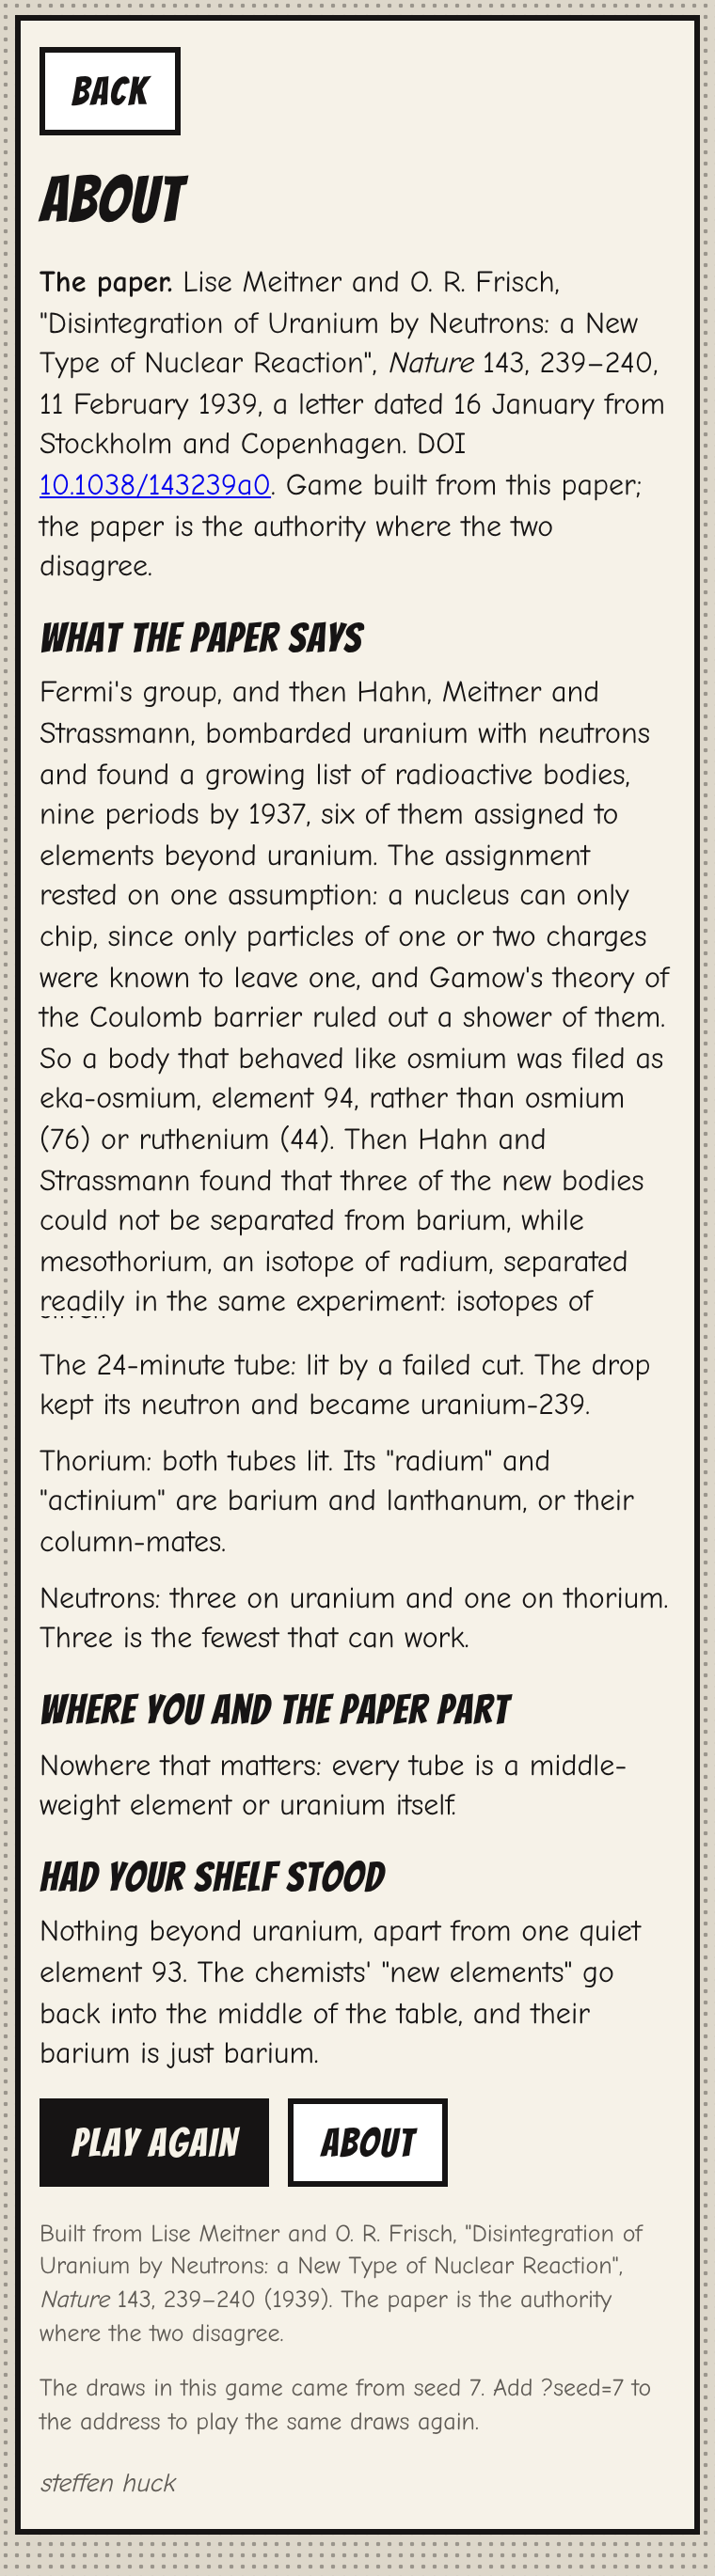 BACK
ABOUT
The paper. Lise Meitner and O. R. Frisch,
"Disintegration of Uranium by Neutrons: a New
Type of Nuclear Reaction", Nature 143, 239–240,
11 February 1939, a letter dated 16 January from
Stockholm and Copenhagen. DOI
10.1038/143239a0. Game built from this paper;
the paper is the authority where the two
disagree.
WHAT THE PAPER SAYS
Fermi's group, and then Hahn, Meitner and
Strassmann, bombarded uranium with neutrons
and found a growing list of radioactive bodies,
nine periods by 1937, six of them assigned to
elements beyond uranium. The assignment
rested on one assumption: a nucleus can only
chip, since only particles of one or two charges
were known to leave one, and Gamow's theory of
the Coulomb barrier ruled out a shower of them.
So a body that behaved like osmium was filed as
eka-osmium, element 94, rather than osmium
(76) or ruthenium (44). Then Hahn and
Strassmann found that three of the new bodies
could not be separated from barium, while
mesothorium, an isotope of radium, separated
readily in the same experiment: isotopes of
The 24-minute tube: lit by a failed cut. The drop
kept its neutron and became uranium-239.
Thorium: both tubes lit. Its "radium" and
"actinium" are barium and lanthanum, or their
column-mates.
Neutrons: three on uranium and one on thorium.
Three is the fewest that can work.
WHERE YOU AND THE PAPER PART
Nowhere that matters: every tube is a middle-
weight element or uranium itself.
HAD YOUR SHELF STOOD
Nothing beyond uranium, apart from one quiet
element 93. The chemists' "new elements" go
back into the middle of the table, and their
barium is just barium.
PLAY AGAIN ABOUT
Built from Lise Meitner and O. R. Frisch, "Disintegration of
Uranium by Neutrons: a New Type of Nuclear Reaction",
Nature 143, 239–240 (1939). The paper is the authority
where the two disagree.
The draws in this game came from seed 7. Add ?seed=7 to
the address to play the same draws again.
steffen huck